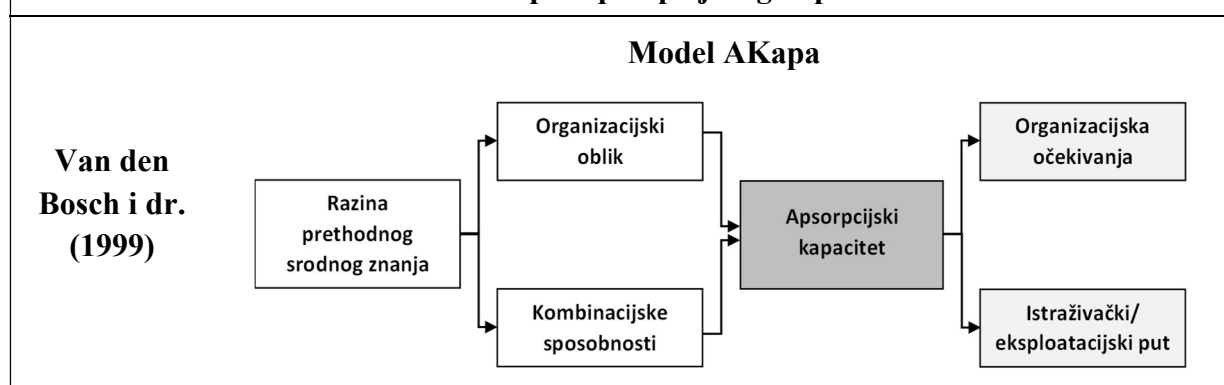 Model AKapa
Van den
Bosch i dr.
(1999)
Razina
prethodnog
srodnog znanja
Organizacijski
oblik
Kombinacijske
sposobnosti
Apsorpcijski
kapacitet
Organizacijska
očekivanja
Istraživački/
eksploatacijski put